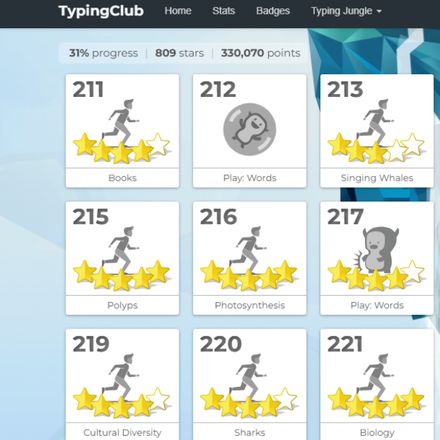 TypingClub Home Stats Badges Typing Jungle
31% progress | 809 stars | 330,070 points
211 212 213
Books Play: Words Singing Whales
215 216 217
Polyps Photosynthesis Play: Words
219 220 221
Cultural Diversity Sharks Biology